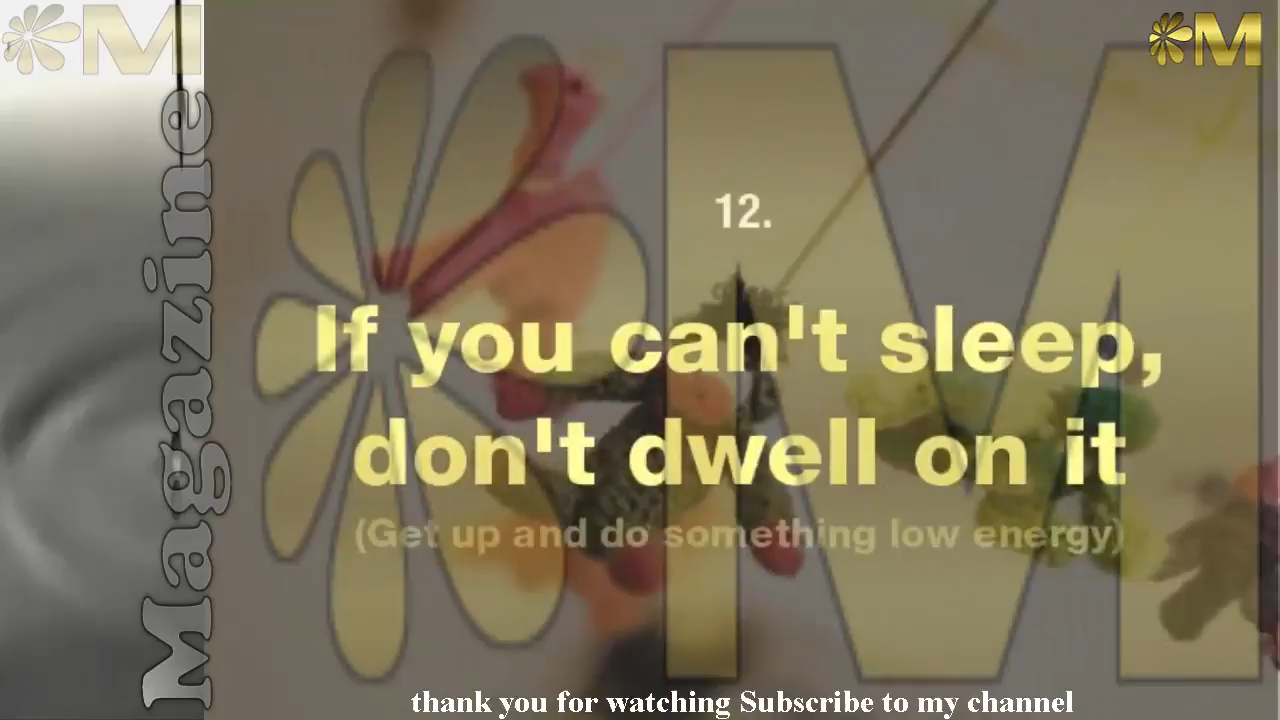 M
Magazine
M
12.
If you can't sleep,
don't dwell on it
(Get up and do something low energy)
thank you for watching Subscribe to my channel